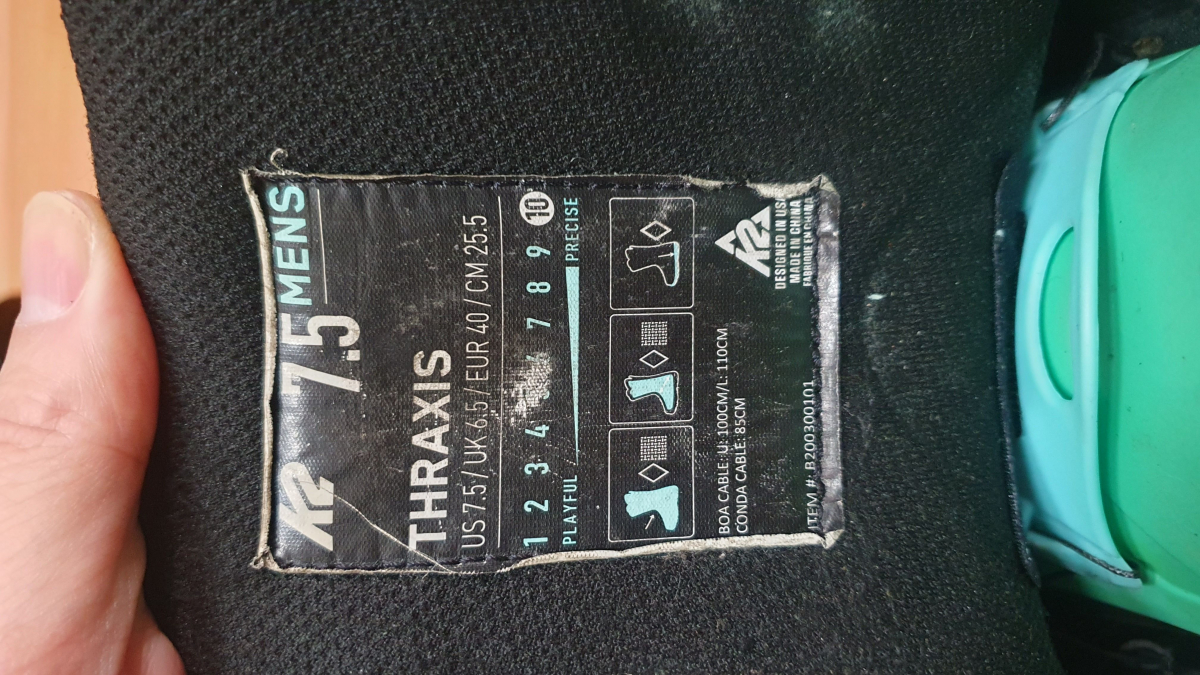 K2 7.5 MENS
THRAXIS
US 7.5 / UK 6.5 / EUR 40 / CM 25.5
1 2 3 4 7 8 9 10
PLAYFUL PRECISE
BOA CABLE: U: 100CM/L: 110CM
CONDA CABLE: 85CM
K2
DESIGNED IN USA
MADE IN CHINA
FABRIQUE EN CHINA
ITEM #: B200300101